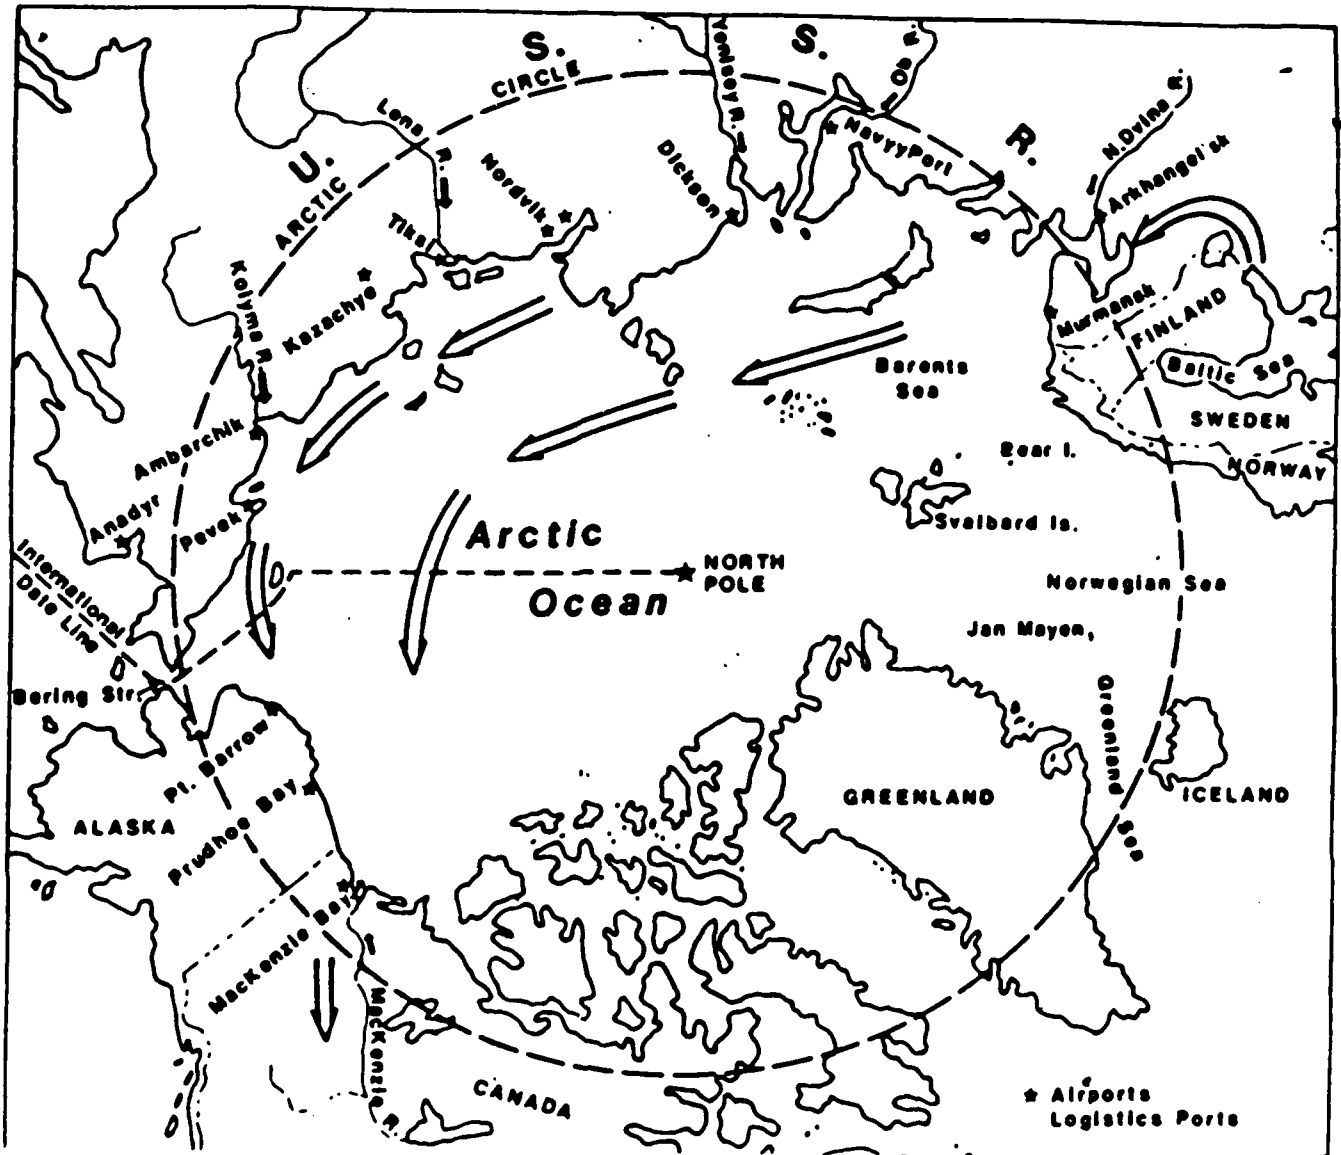 U. S. S. R.
ARCTIC CIRCLE
Lena R.
Nordvik
Tiksi
Yenisey R.
Dickson
Ob R.
Navyy Port
N. Dvina R.
Arkhangel'sk
Kolyma R.
Kazachye
Murmansk
FINLAND
Baltic Sea
Barents
Sea
SWEDEN
NORWAY
Bear I.
Ambarchik
Anadyr
Pevek
Svalbard Is.
Arctic
Ocean
NORTH
POLE
International
Date Line
Norwegian Sea
Jan Mayen,
Bering Str.
Greenland Sea
Pt. Barrow
Prudhoe Bay
ALASKA
GREENLAND
ICELAND
MacKenzie Bay
MacKenzie R.
CANADA
★ Airports
Logistics Ports